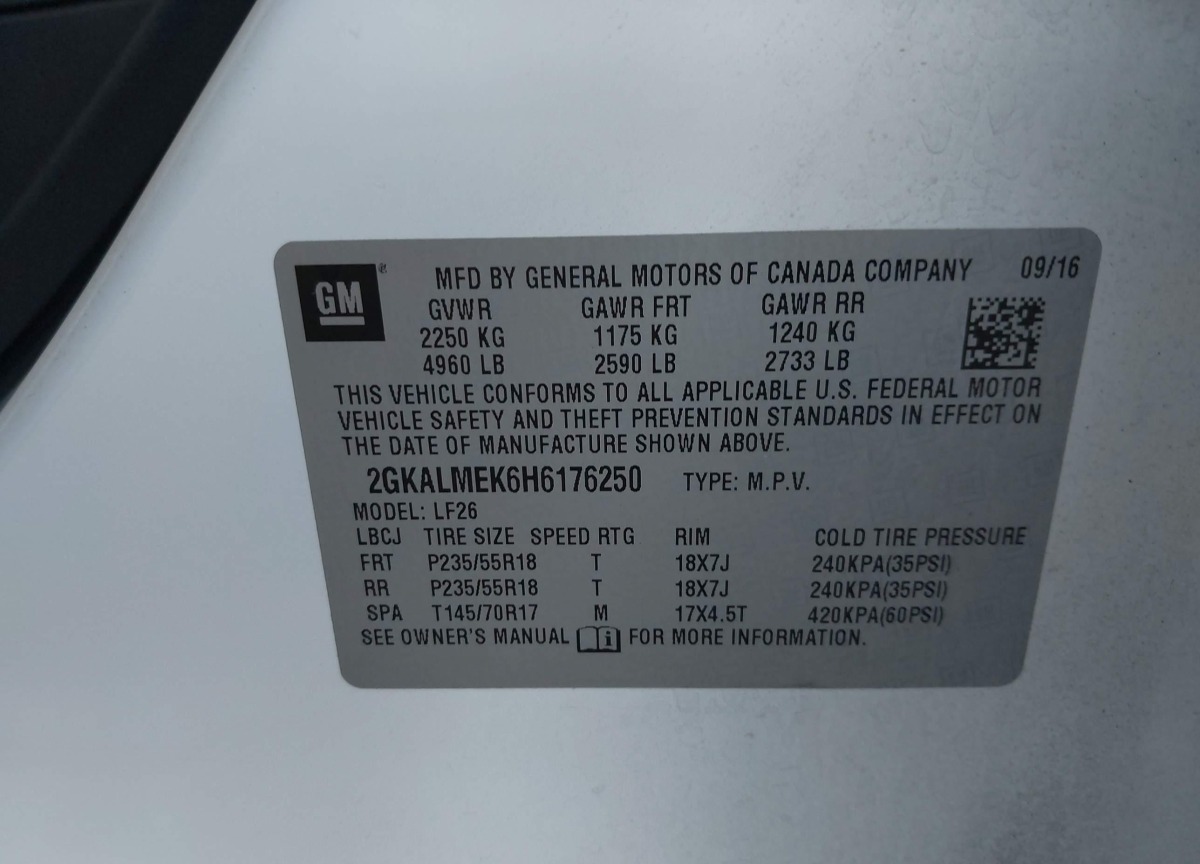 GM ®
MFD BY GENERAL MOTORS OF CANADA COMPANY 09/16
GVWR GAWR FRT GAWR RR
2250 KG 1175 KG 1240 KG
4960 LB 2590 LB 2733 LB
THIS VEHICLE CONFORMS TO ALL APPLICABLE U.S. FEDERAL MOTOR
VEHICLE SAFETY AND THEFT PREVENTION STANDARDS IN EFFECT ON
THE DATE OF MANUFACTURE SHOWN ABOVE.
2GKALMEK6H6176250 TYPE: M.P.V.
MODEL: LF26
LBCJ TIRE SIZE SPEED RTG RIM COLD TIRE PRESSURE
FRT P235/55R18 T 18X7J 240KPA(35PSI)
RR P235/55R18 T 18X7J 240KPA(35PSI)
SPA T145/70R17 M 17X4.5T 420KPA(60PSI)
SEE OWNER'S MANUAL i FOR MORE INFORMATION.